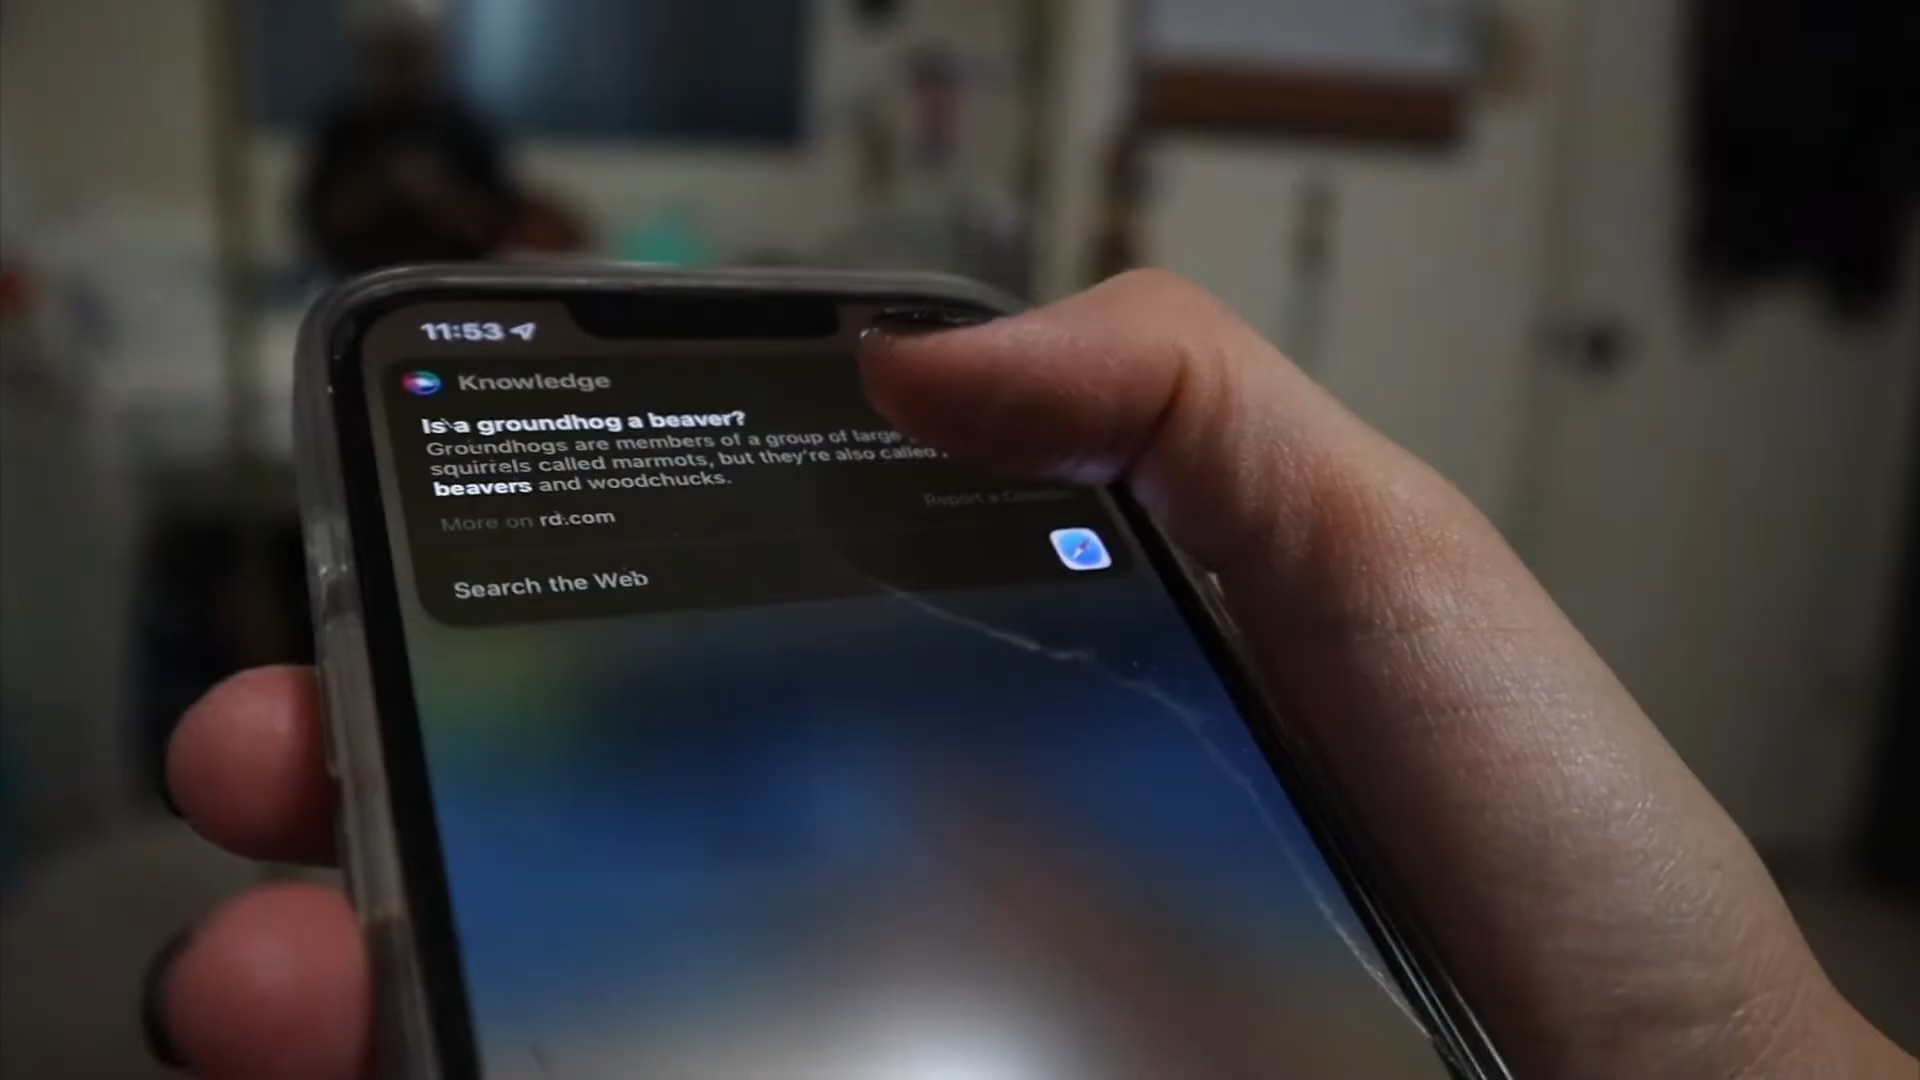 11:53
Knowledge
Is a groundhog a beaver?
Groundhogs are members of a group of large
squirrels called marmots, but they're also called
beavers and woodchucks.
Report a
More on rd.com
Search the Web